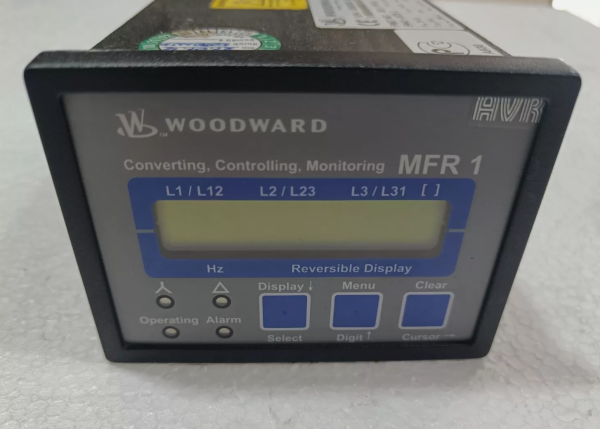 HVR
WOODWARD
Converting, Controlling, Monitoring MFR 1
L1 / L12 L2 / L23 L3 / L31 [ ]
Hz Reversible Display
Display ↓ Menu Clear
Operating Alarm
Select Digit ↑ Cursor →